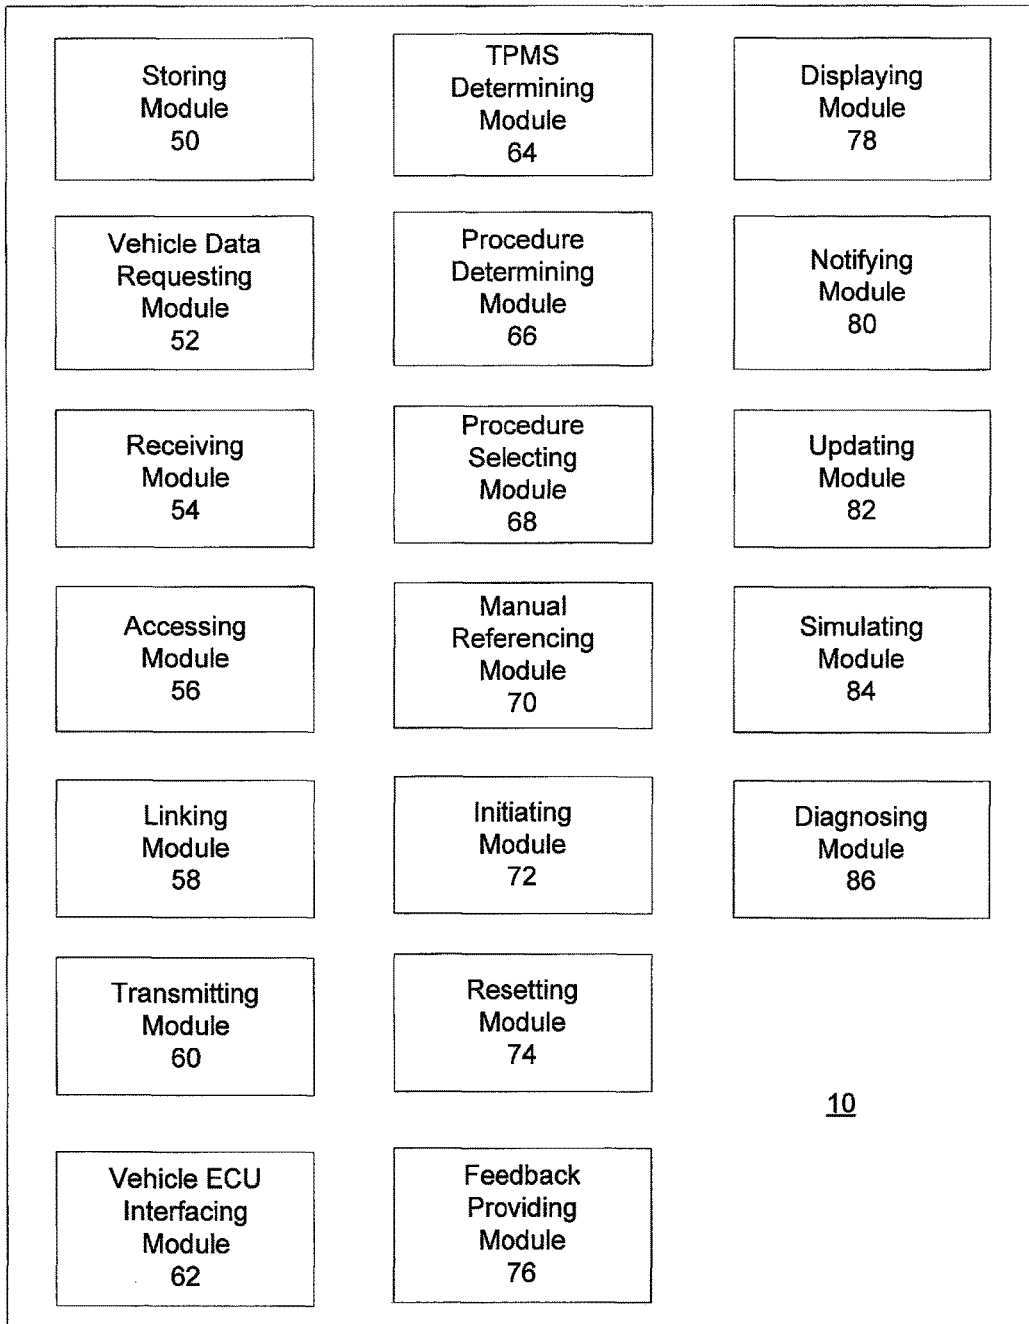 Storing
Module
50
Vehicle Data
Requesting
Module
52
Receiving
Module
54
Accessing
Module
56
Linking
Module
58
Transmitting
Module
60
Vehicle ECU
Interfacing
Module
62
TPMS
Determining
Module
64
Procedure
Determining
Module
66
Procedure
Selecting
Module
68
Manual
Referencing
Module
70
Initiating
Module
72
Resetting
Module
74
Feedback
Providing
Module
76
Displaying
Module
78
Notifying
Module
80
Updating
Module
82
Simulating
Module
84
Diagnosing
Module
86
10